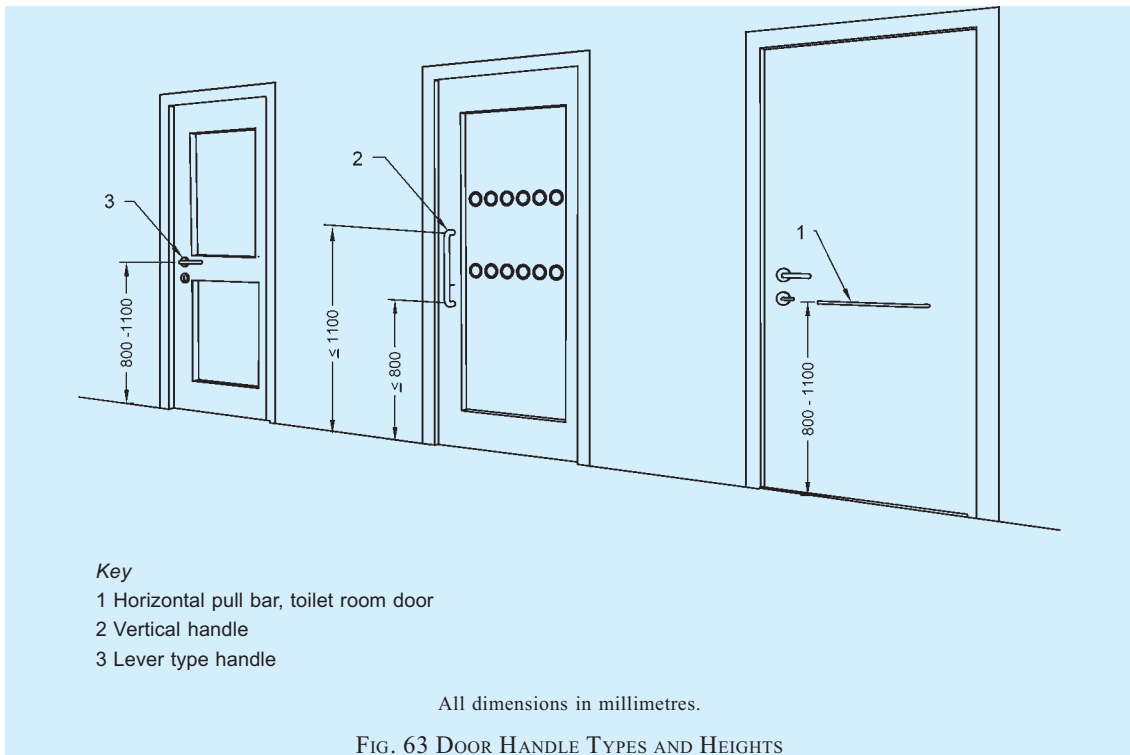 2
3
1
800 -1100
≤ 1100
≤ 800
800 - 1100
Key
1 Horizontal pull bar, toilet room door
2 Vertical handle
3 Lever type handle
All dimensions in millimetres.
FIG. 63 DOOR HANDLE TYPES AND HEIGHTS